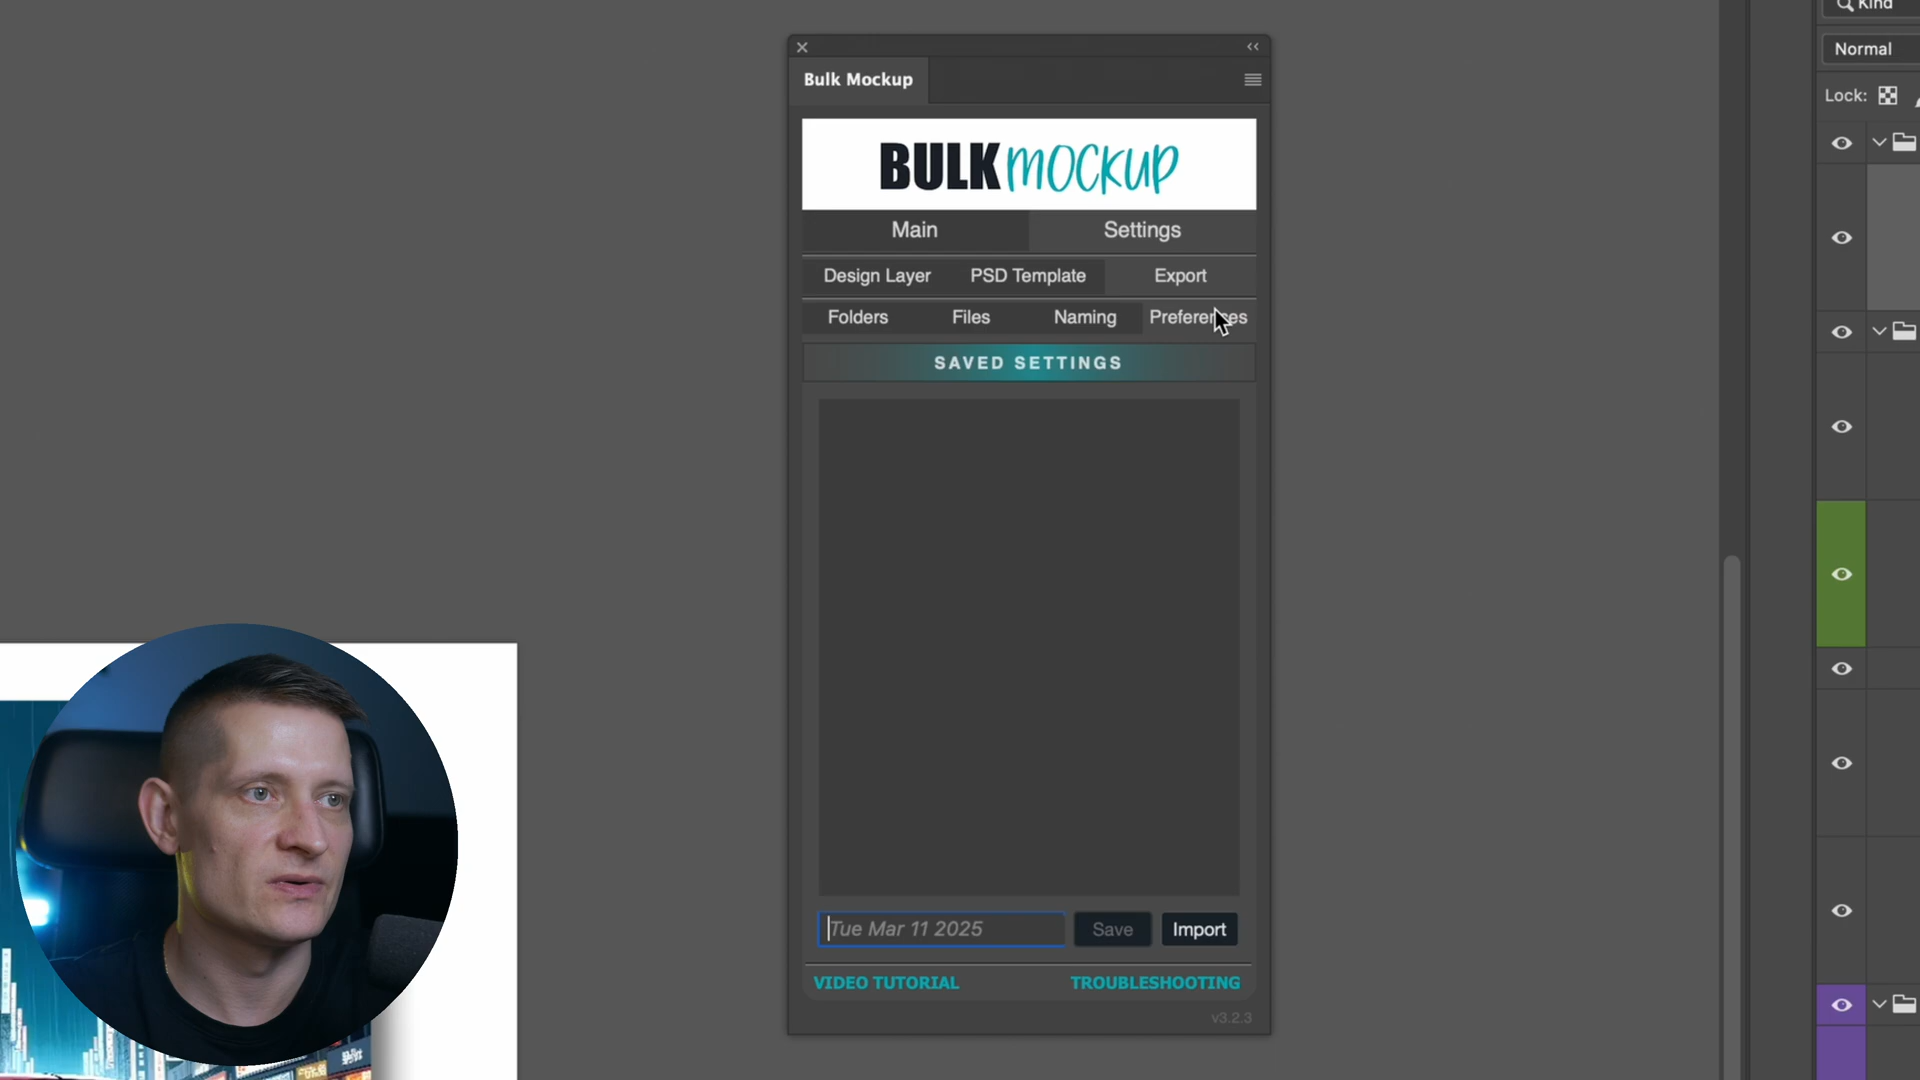 Kind
Normal
Bulk Mockup
Lock:
BULK MOCKUP
Main Settings
Design Layer PSD Template Export
Folders Files Naming Preferences
SAVED SETTINGS
Tue Mar 11 2025 Save Import
VIDEO TUTORIAL TROUBLESHOOTING
v3.2.3